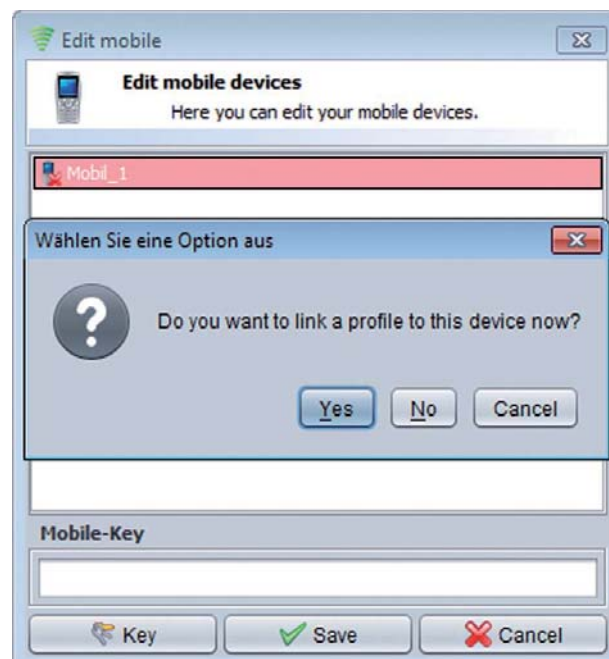 Edit mobile
Edit mobile devices
Here you can edit your mobile devices.
Mobil_1
Wählen Sie eine Option aus
Do you want to link a profile to this device now?
Yes No Cancel
Mobile-Key
Key Save Cancel